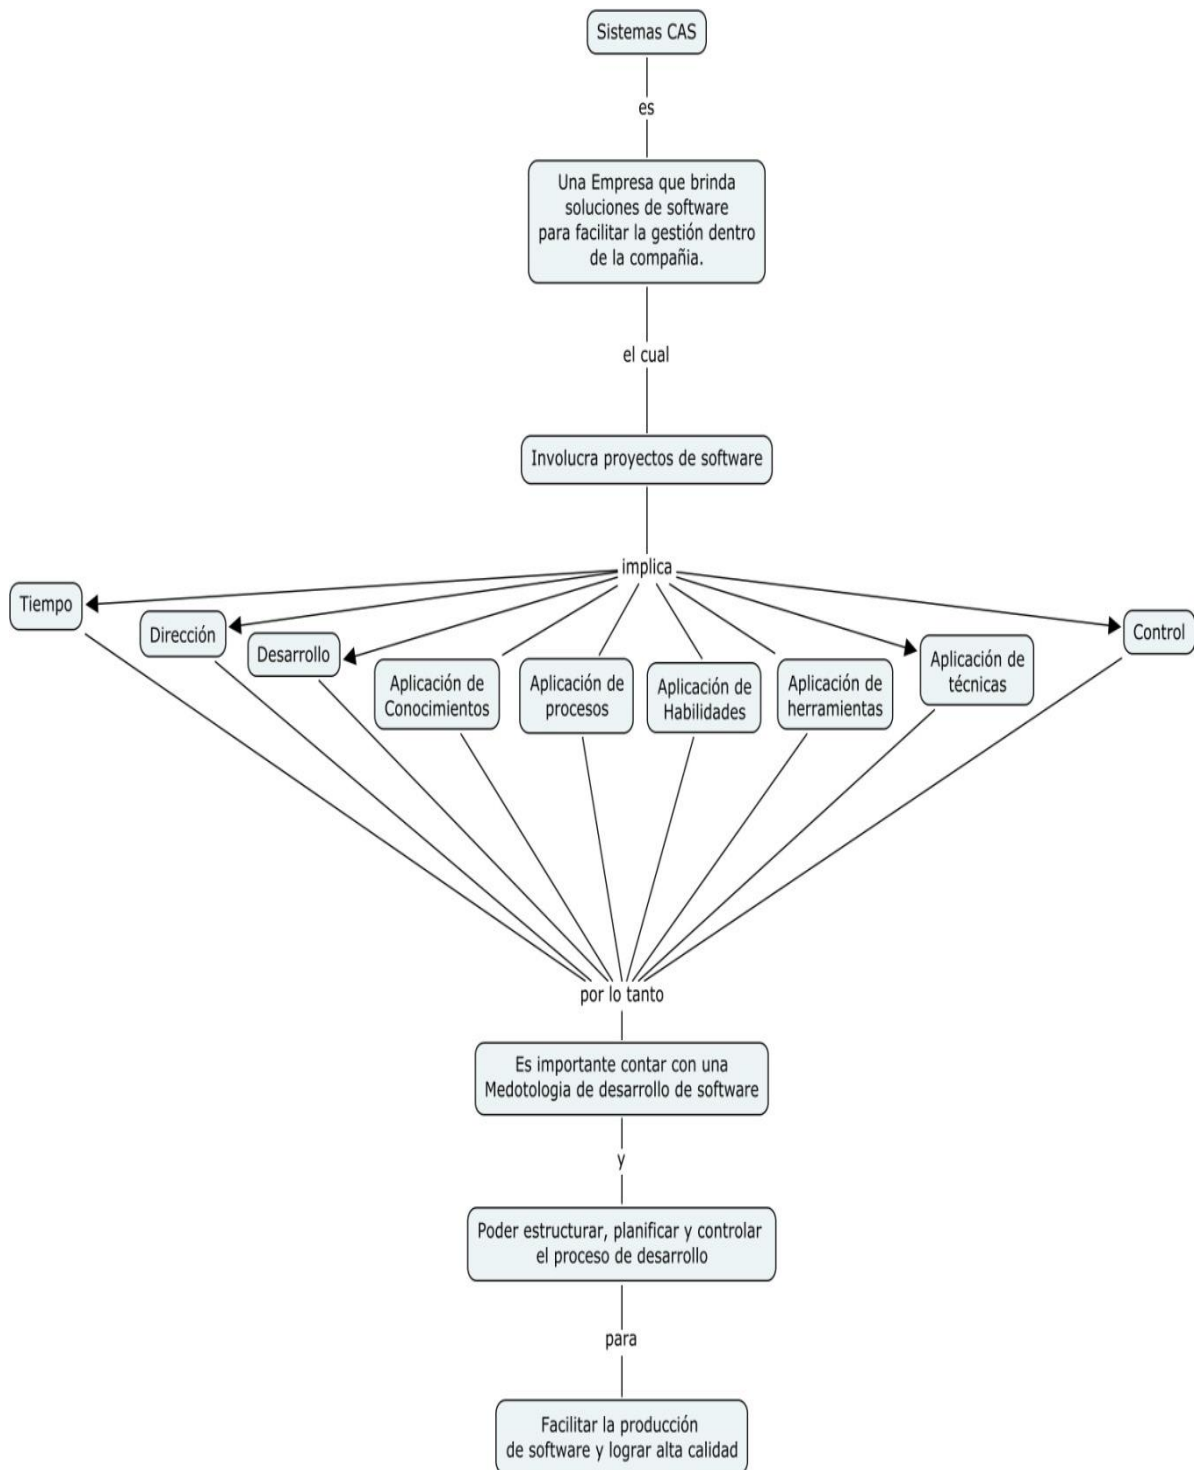 Sistemas CAS
es
Una Empresa que brinda
soluciones de software
para facilitar la gestión dentro
de la compañia.
el cual
Involucra proyectos de software
implica
Tiempo
Dirección
Desarrollo
Aplicación de
Conocimientos
Aplicación de
procesos
Aplicación de
Habilidades
Aplicación de
herramientas
Aplicación de
técnicas
Control
por lo tanto
Es importante contar con una
Medotologia de desarrollo de software
y
Poder estructurar, planificar y controlar
el proceso de desarrollo
para
Facilitar la producción
de software y lograr alta calidad